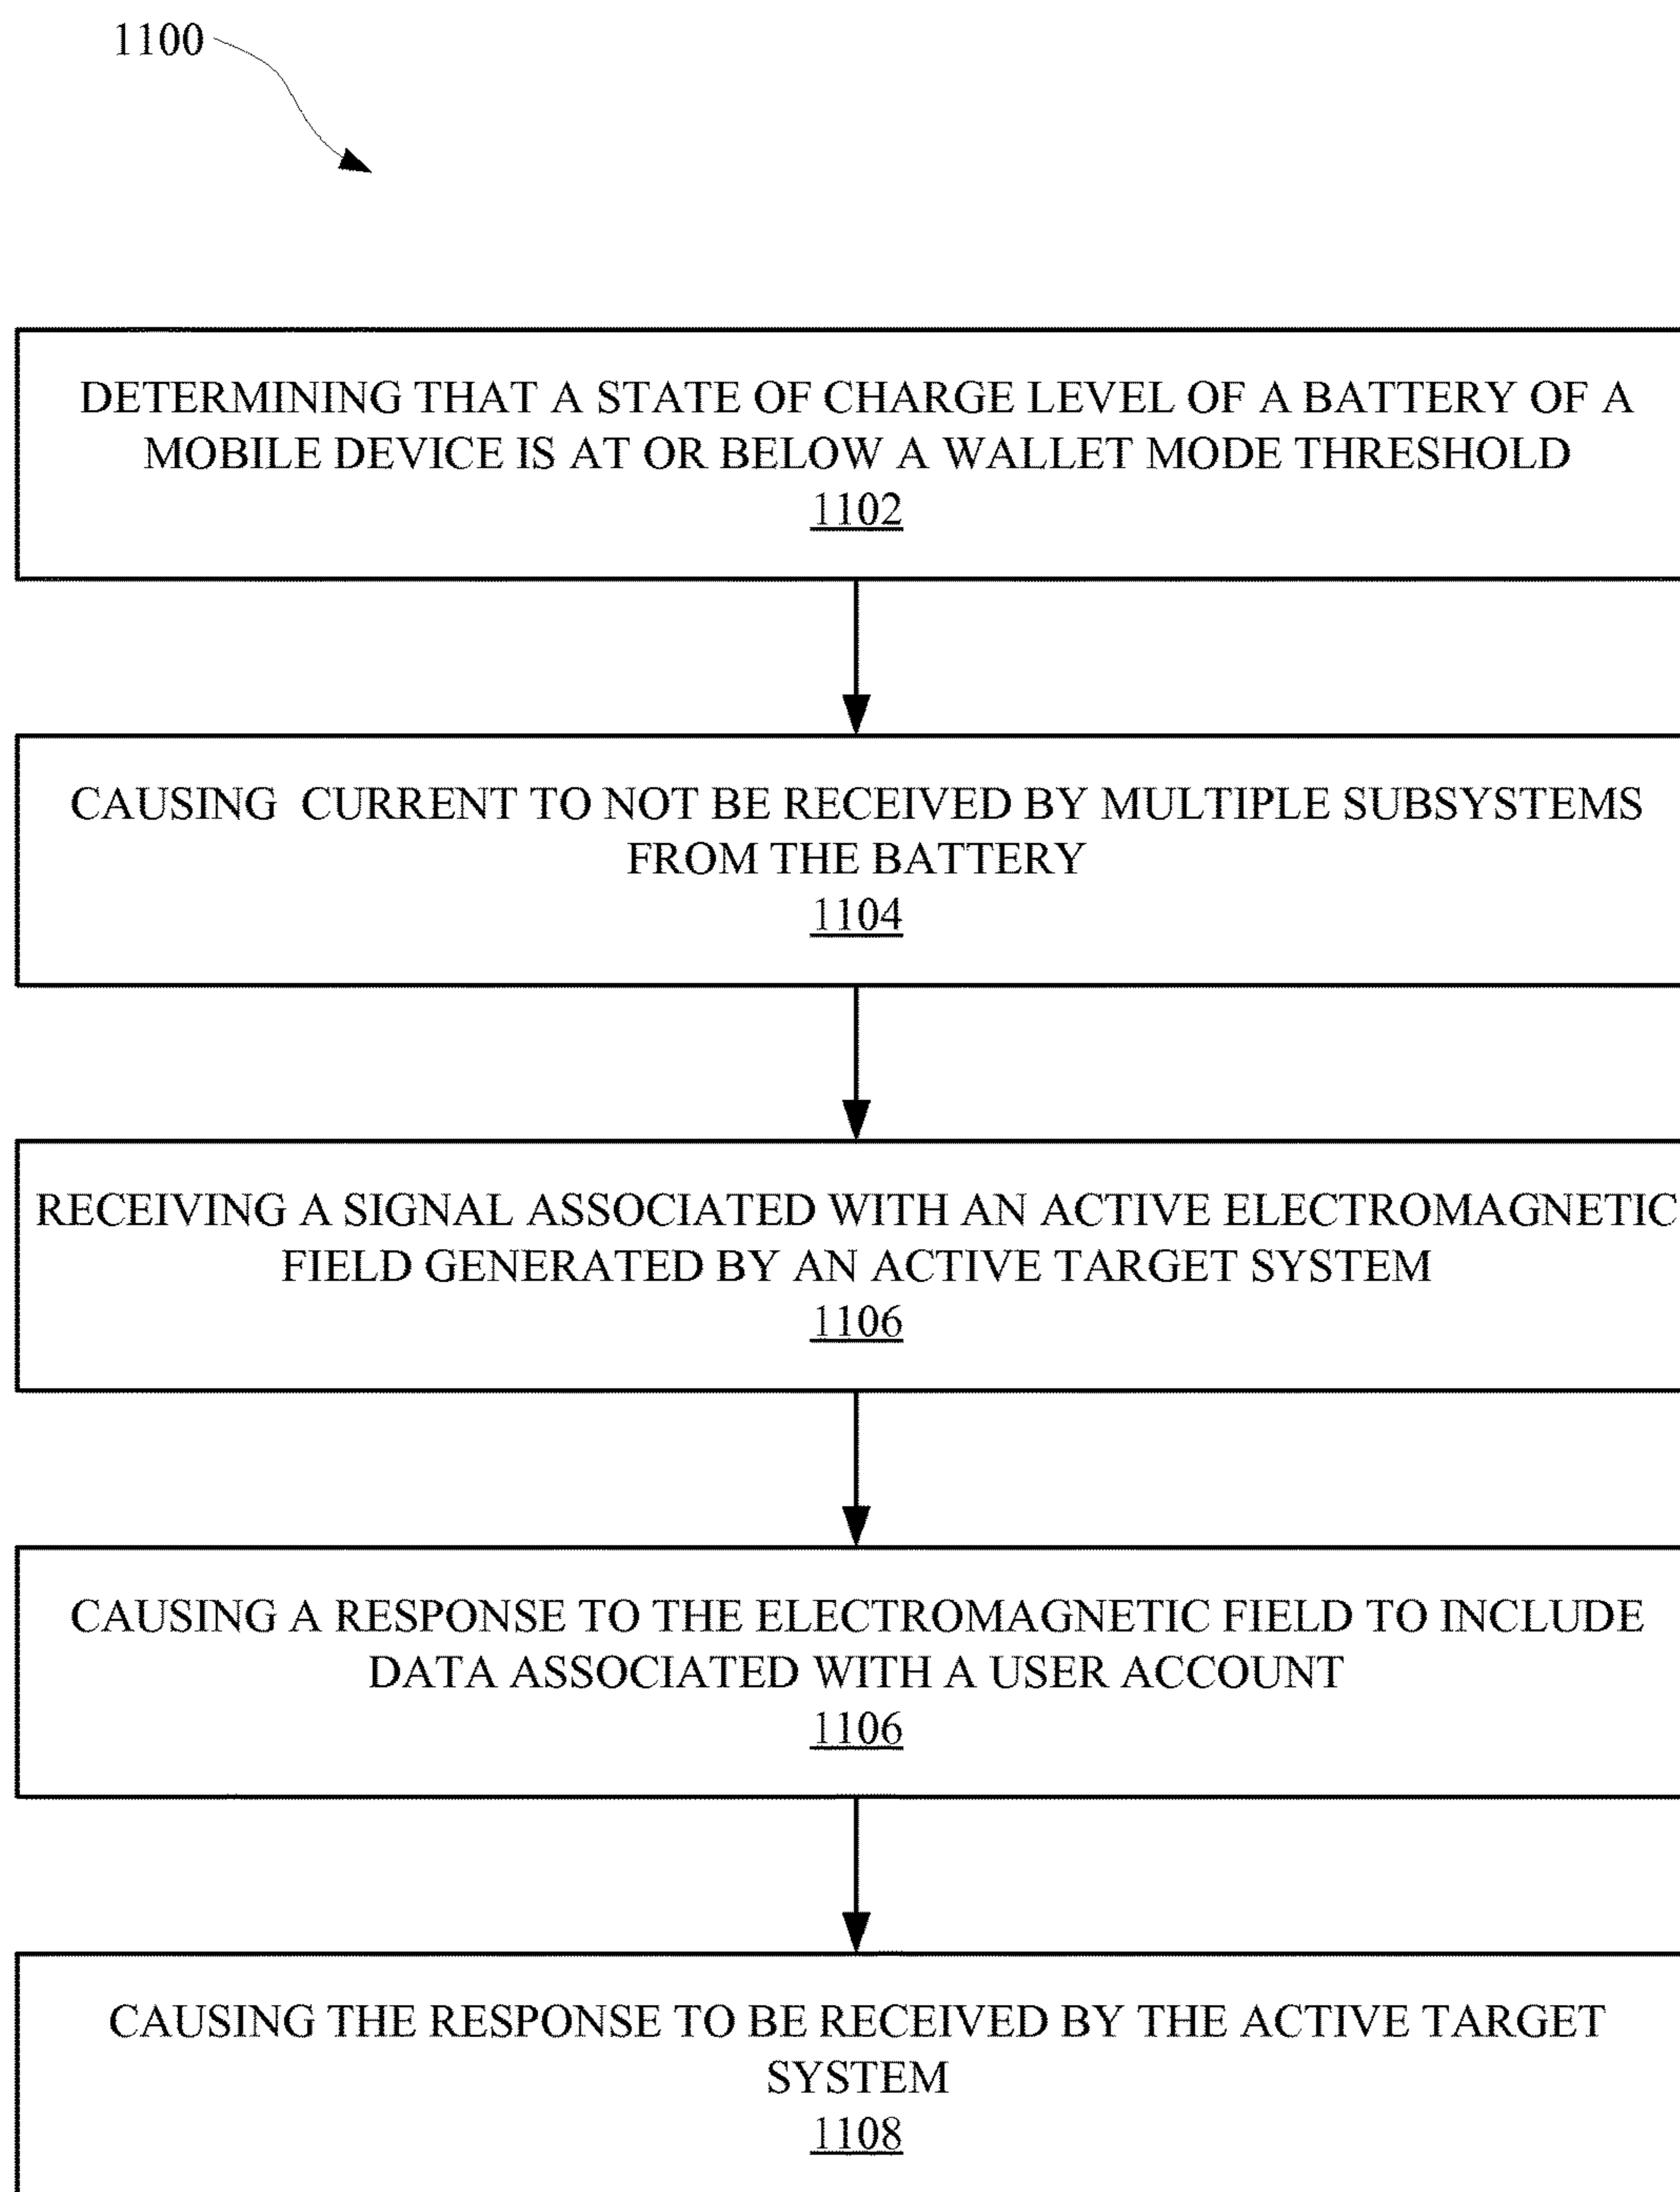 1100
DETERMINING THAT A STATE OF CHARGE LEVEL OF A BATTERY OF A
MOBILE DEVICE IS AT OR BELOW A WALLET MODE THRESHOLD
1102
CAUSING CURRENT TO NOT BE RECEIVED BY MULTIPLE SUBSYSTEMS
FROM THE BATTERY
1104
RECEIVING A SIGNAL ASSOCIATED WITH AN ACTIVE ELECTROMAGNETIC
FIELD GENERATED BY AN ACTIVE TARGET SYSTEM
1106
CAUSING A RESPONSE TO THE ELECTROMAGNETIC FIELD TO INCLUDE
DATA ASSOCIATED WITH A USER ACCOUNT
1106
CAUSING THE RESPONSE TO BE RECEIVED BY THE ACTIVE TARGET
SYSTEM
1108